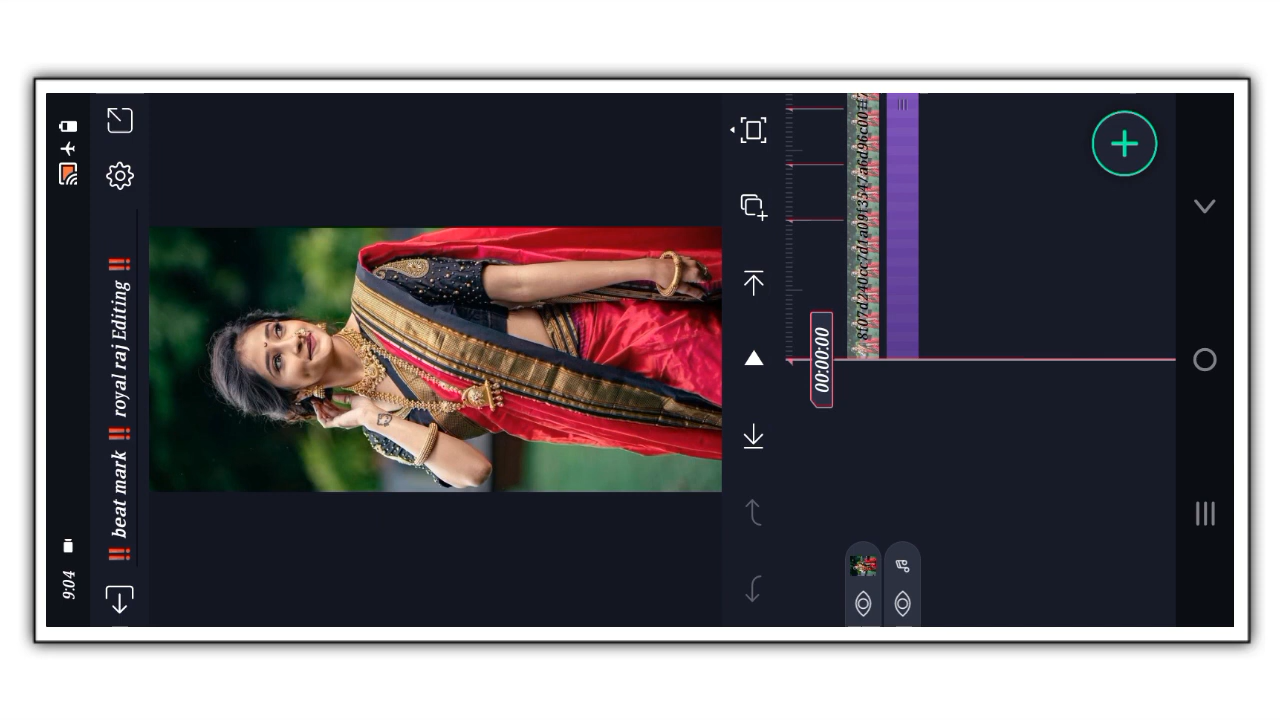 9:04
‼ beat mark ‼ royal raj Editing ‼
00:00:00